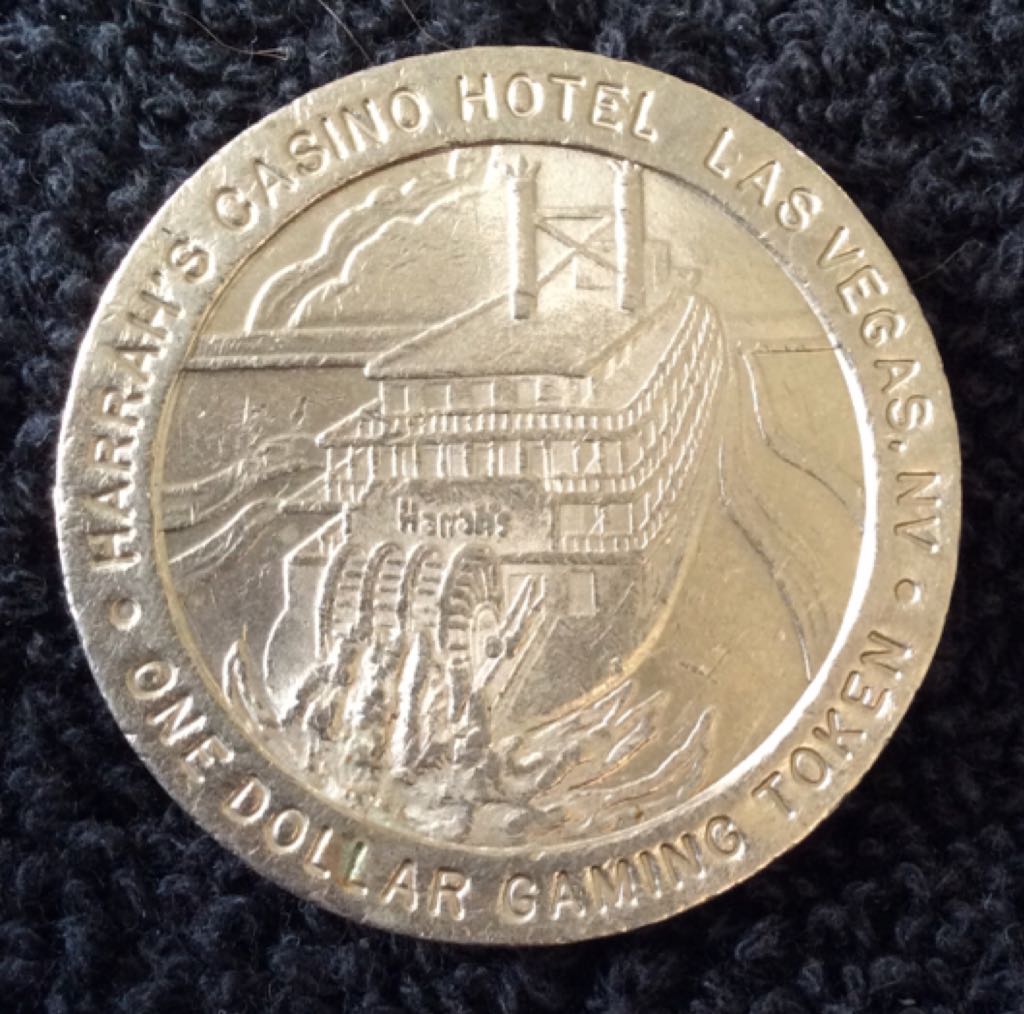 HARRAH'S CASINO HOTEL LAS VEGAS, NV
Harrah's
• ONE DOLLAR GAMING TOKEN •